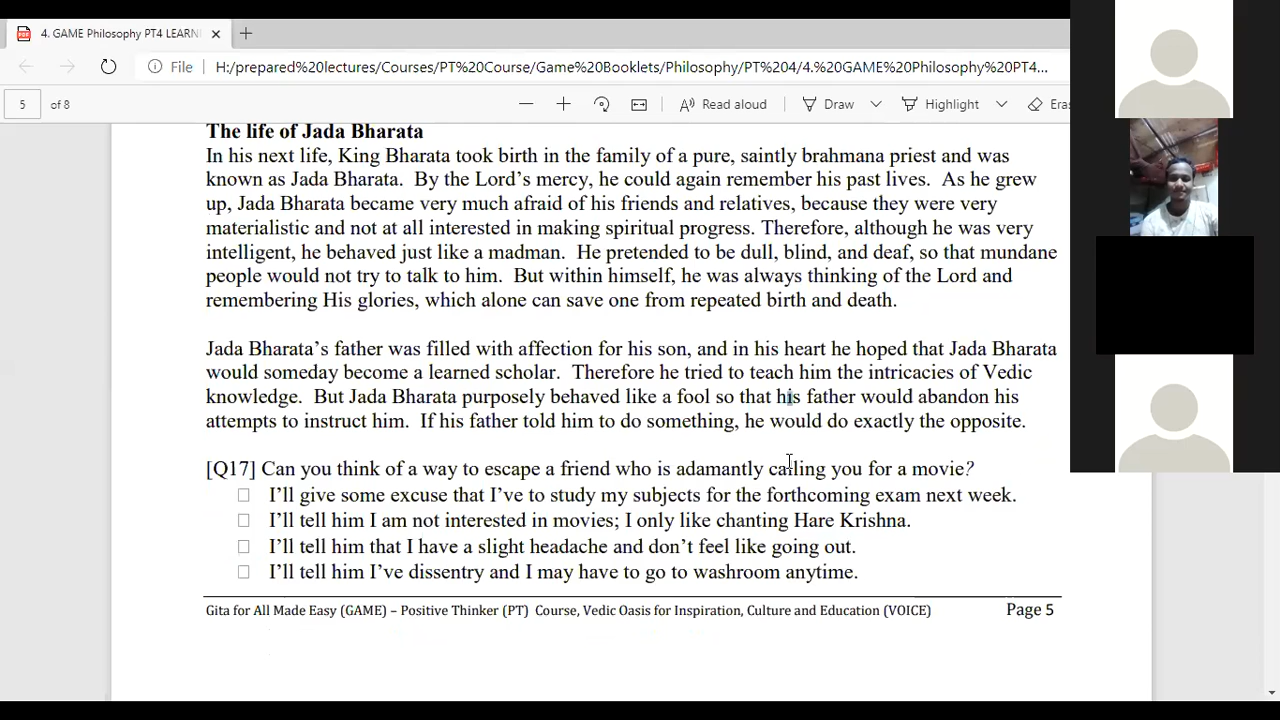 4. GAME Philosophy PT4 LEARN
File
H:/prepared%20lectures/Courses/PT%20Course/Game%20Booklets/Philosophy/PT%204/4.%20GAME%20Philosophy%20PT4...
5 of 8
Read aloud
Draw
Highlight
Eras
The life of Jada Bharata
In his next life, King Bharata took birth in the family of a pure, saintly brahmana priest and was
known as Jada Bharata. By the Lord's mercy, he could again remember his past lives. As he grew
up, Jada Bharata became very much afraid of his friends and relatives, because they were very
materialistic and not at all interested in making spiritual progress. Therefore, although he was very
intelligent, he behaved just like a madman. He pretended to be dull, blind, and deaf, so that mundane
people would not try to talk to him. But within himself, he was always thinking of the Lord and
remembering His glories, which alone can save one from repeated birth and death.
Jada Bharata's father was filled with affection for his son, and in his heart he hoped that Jada Bharata
would someday become a learned scholar. Therefore he tried to teach him the intricacies of Vedic
knowledge. But Jada Bharata purposely behaved like a fool so that his father would abandon his
attempts to instruct him. If his father told him to do something, he would do exactly the opposite.
[Q17] Can you think of a way to escape a friend who is adamantly calling you for a movie?
I'll give some excuse that I've to study my subjects for the forthcoming exam next week.
I'll tell him I am not interested in movies; I only like chanting Hare Krishna.
I'll tell him that I have a slight headache and don't feel like going out.
I'll tell him I've dissentry and I may have to go to washroom anytime.
Gita for All Made Easy (GAME) – Positive Thinker (PT) Course, Vedic Oasis for Inspiration, Culture and Education (VOICE) Page 5